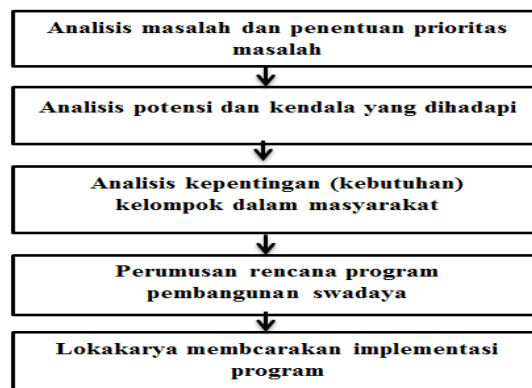 Analisis masalah dan penentuan prioritas
masalah
Analisis potensi dan kendala yang dihadapi
Analisis kepentingan (kebutuhan)
kelompok dalam masyarakat
Perumusan rencana program
pembangunan swadaya
Lokakarya membcarakan implementasi
program